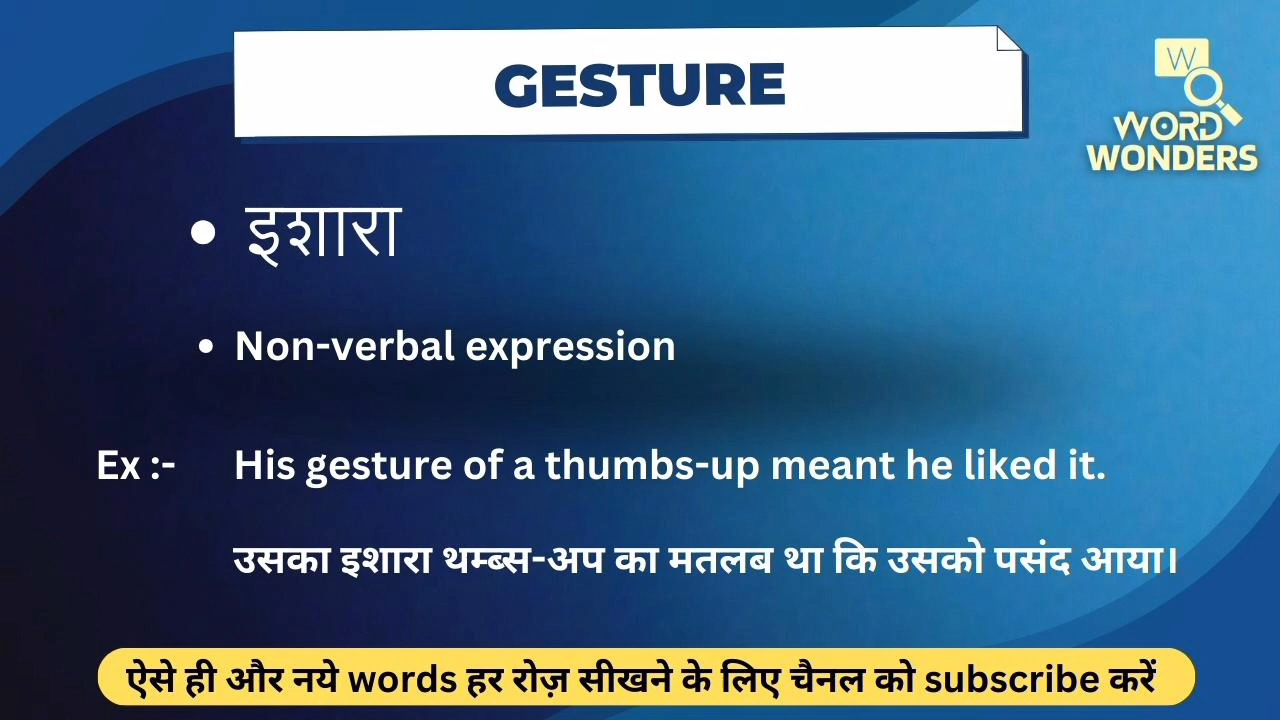 GESTURE
W
WORD
WONDERS
• इशारा
• Non-verbal expression
Ex :- His gesture of a thumbs-up meant he liked it.
उसका इशारा थम्ब्स-अप का मतलब था कि उसको पसंद आया।
ऐसे ही और नये words हर रोज़ सीखने के लिए चैनल को subscribe करें